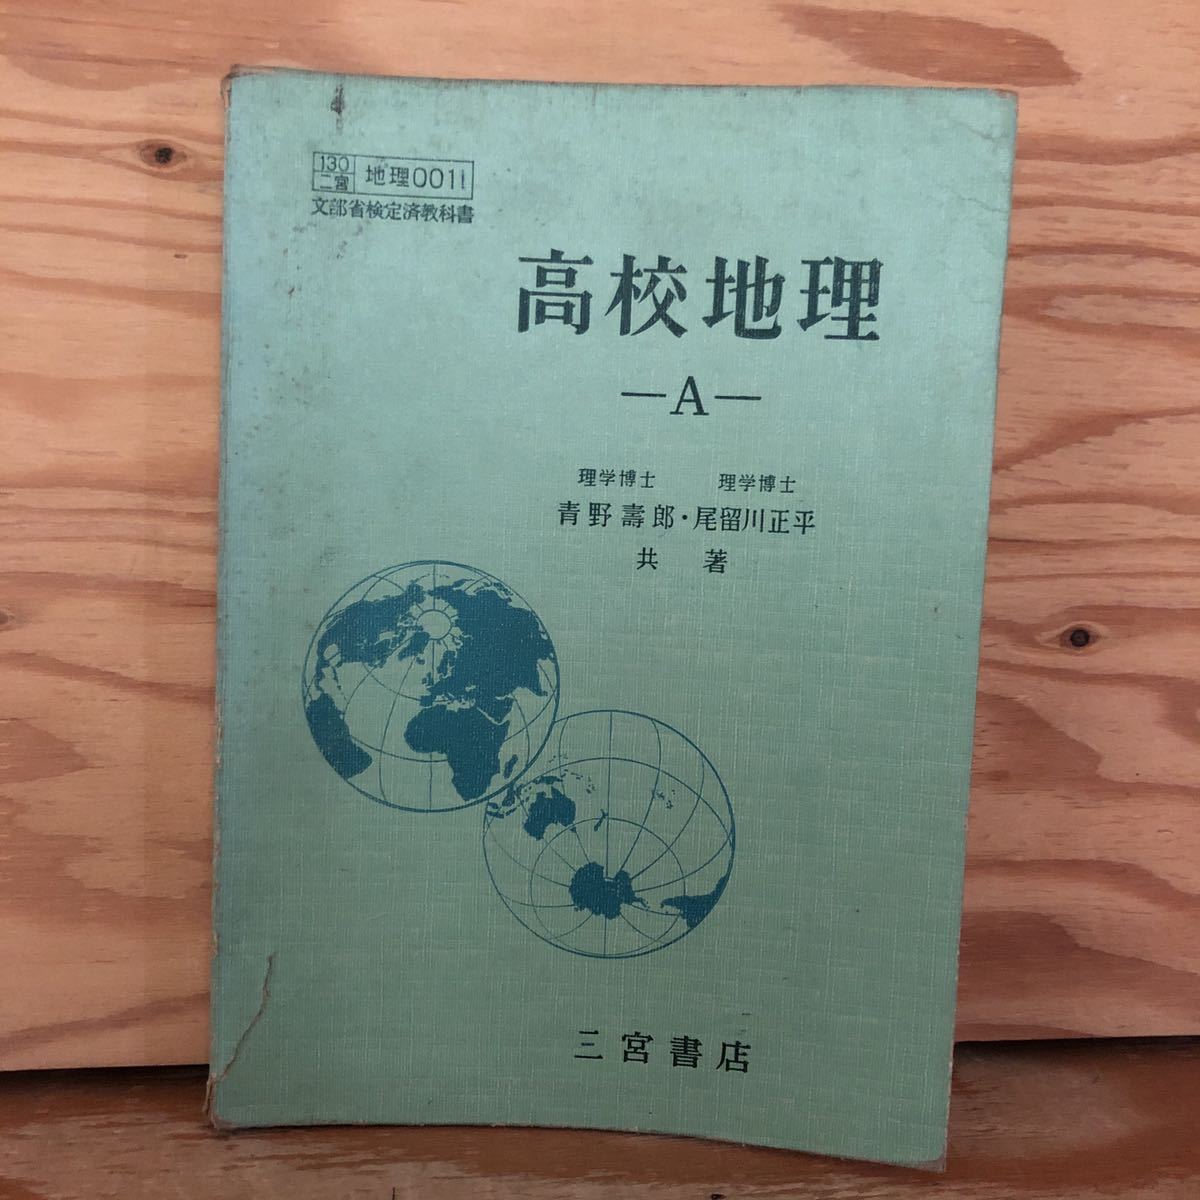 130
二宮
地理0011
文部省検定済教科書
高校地理
—A—
理学博士 理学博士
青野壽郎・尾留川正平
共著
二宮書店